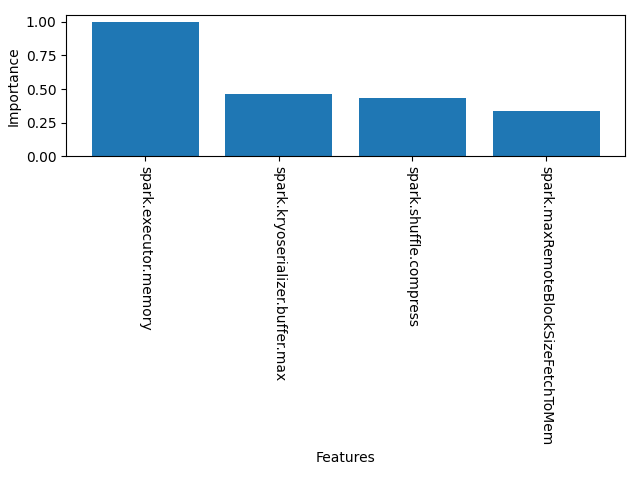 Importance
1.00
0.75
0.50
0.25
0.00
spark.executor.memory
spark.kryoserializer.buffer.max
spark.shuffle.compress
spark.maxRemoteBlockSizeFetchToMem
Features